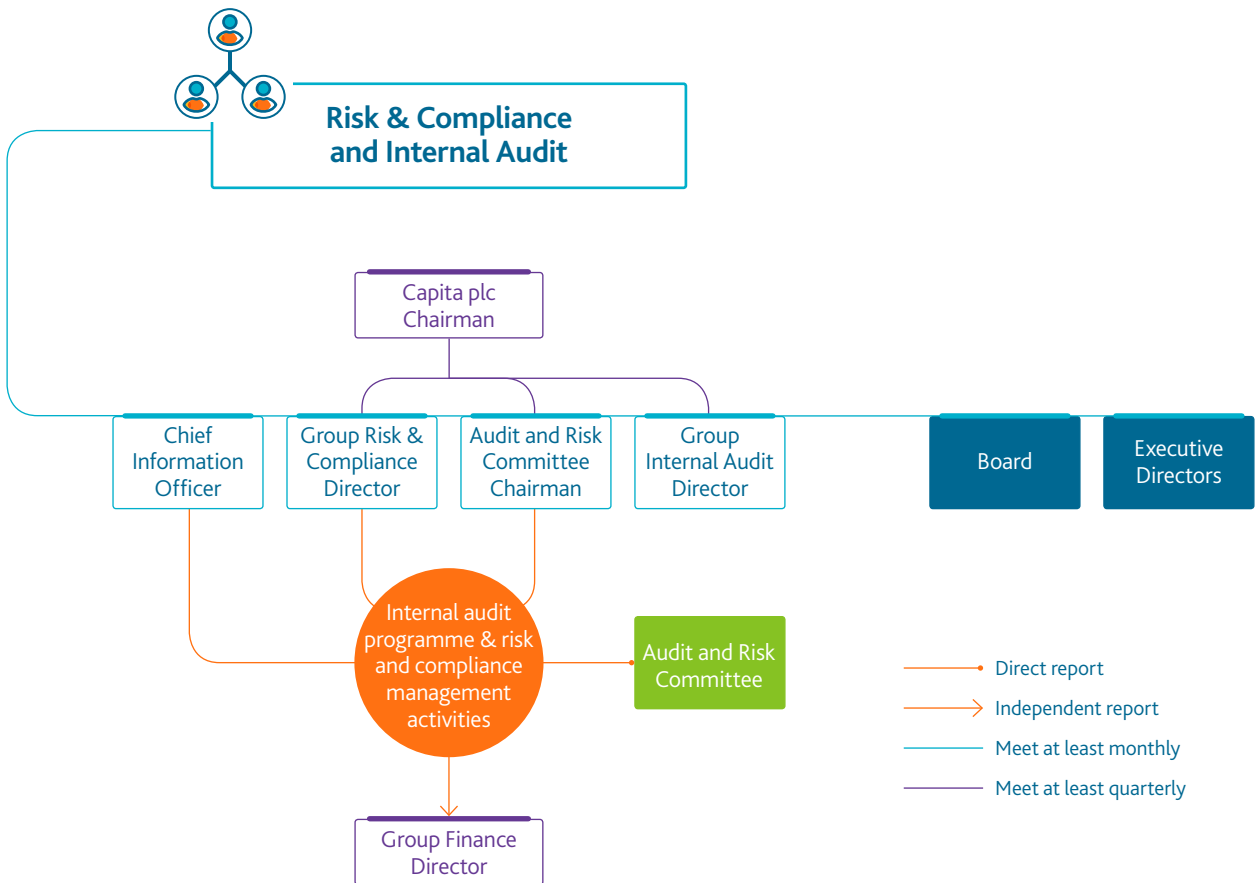 Risk & Compliance
and Internal Audit
Capita plc
Chairman
Chief
Information
Officer
Group Risk &
Compliance
Director
Audit and Risk
Committee
Chairman
Group
Internal Audit
Director
Board
Executive
Directors
Internal audit
programme & risk
and compliance
management
activities
Audit and Risk
Committee
Direct report
Independent report
Meet at least monthly
Meet at least quarterly
Group Finance
Director